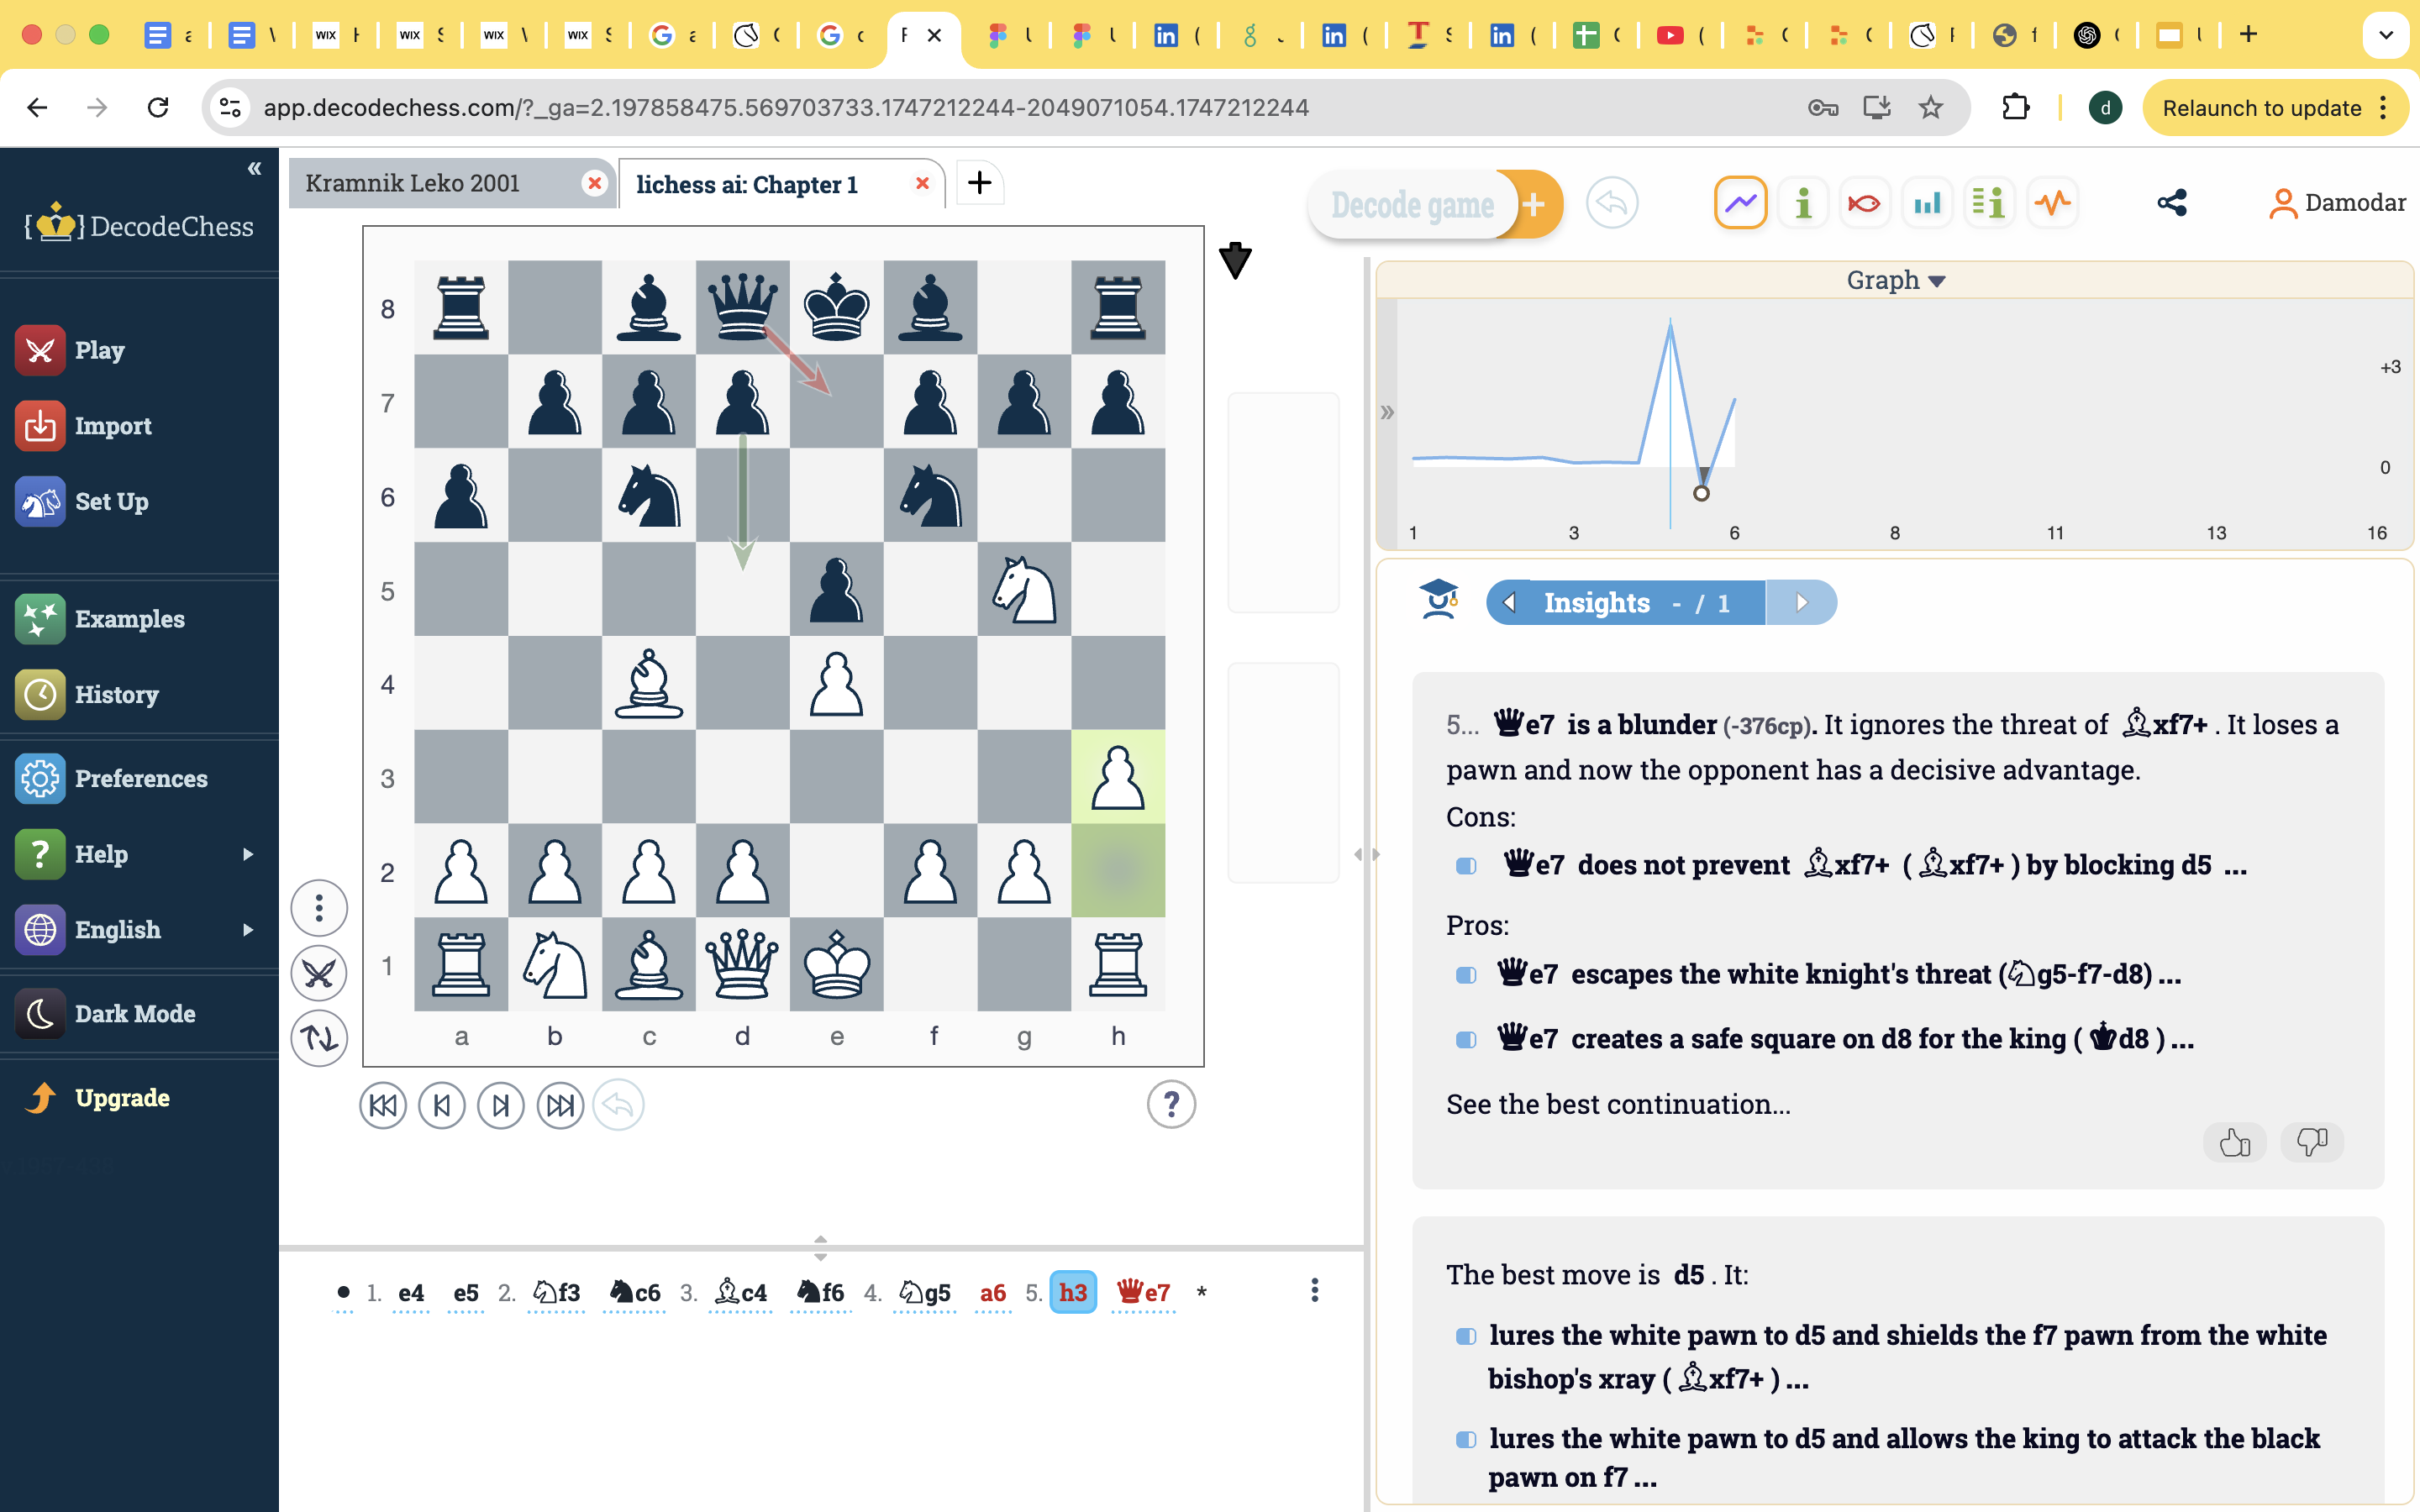 a
\
WIX H
WIX S
WIX \
WIX S
a
(
c
F
l
l
(
(
S
(
(
(
(
(
F
f
(
l
app.decodechess.com/?_ga=2.197858475.569703733.1747212244-2049071054.1747212244
d
Relaunch to update
«
{ } DecodeChess
Play
Import
Set Up
Examples
History
Preferences
Help
English
Dark Mode
Upgrade
Kramnik Leko 2001
lichess ai: Chapter 1
+
Decode game +
Damodar
8
7
6
5
4
3
2
1
a b c d e f g h
?
• 1. e4 e5 2. ♘f3 ♞c6 3. ♗c4 ♞f6 4. ♘g5 a6 5. h3 ♛e7 *
Graph
»
+3
0
1 3 6 8 11 13 16
Insights - / 1
5... ♛e7 is a blunder (-376cp). It ignores the threat of ♗xf7+ . It loses a
pawn and now the opponent has a decisive advantage.
Cons:
♛e7 does not prevent ♗xf7+ ( ♗xf7+ ) by blocking d5 ...
Pros:
♛e7 escapes the white knight's threat (♘g5-f7-d8) ...
♛e7 creates a safe square on d8 for the king ( ♚d8 ) ...
See the best continuation...
The best move is d5 . It:
lures the white pawn to d5 and shields the f7 pawn from the white
bishop's xray ( ♗xf7+ ) ...
lures the white pawn to d5 and allows the king to attack the black
pawn on f7 ...